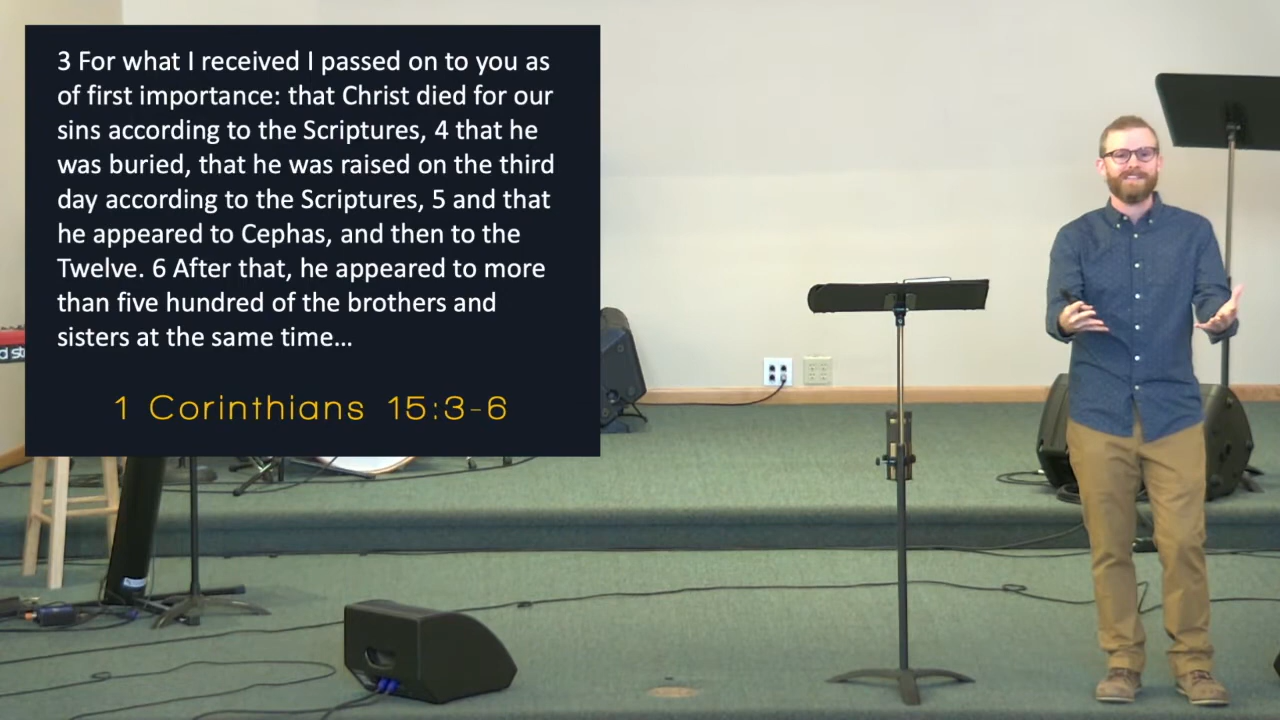 3 For what I received I passed on to you as
of first importance: that Christ died for our
sins according to the Scriptures, 4 that he
was buried, that he was raised on the third
day according to the Scriptures, 5 and that
he appeared to Cephas, and then to the
Twelve. 6 After that, he appeared to more
than five hundred of the brothers and
sisters at the same time...
1 Corinthians 15:3-6